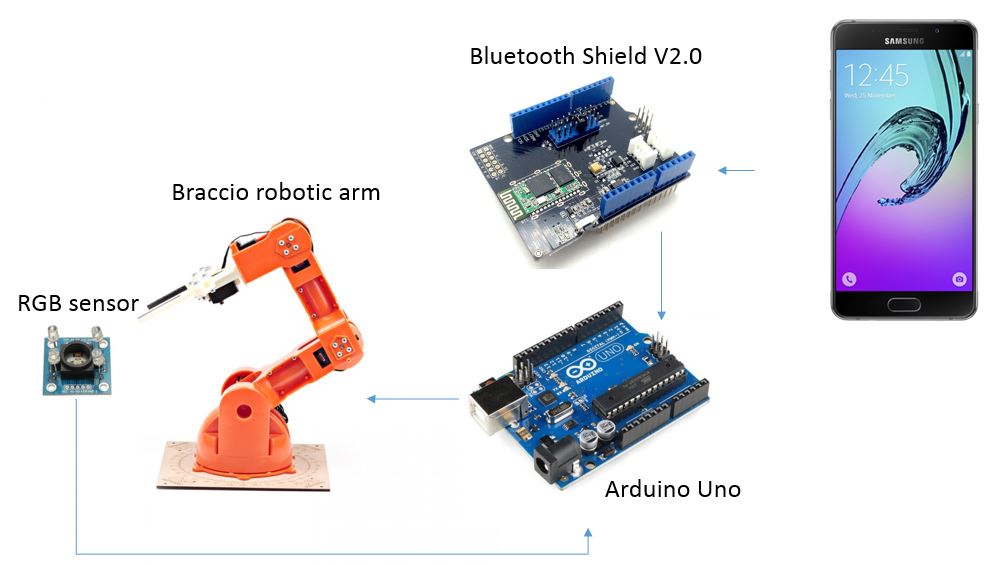 Bluetooth Shield V2.0
SAMSUNG
12:45
Wed, 25 November
Braccio robotic arm
RGB sensor
UNO
ARDUINO
Arduino Uno